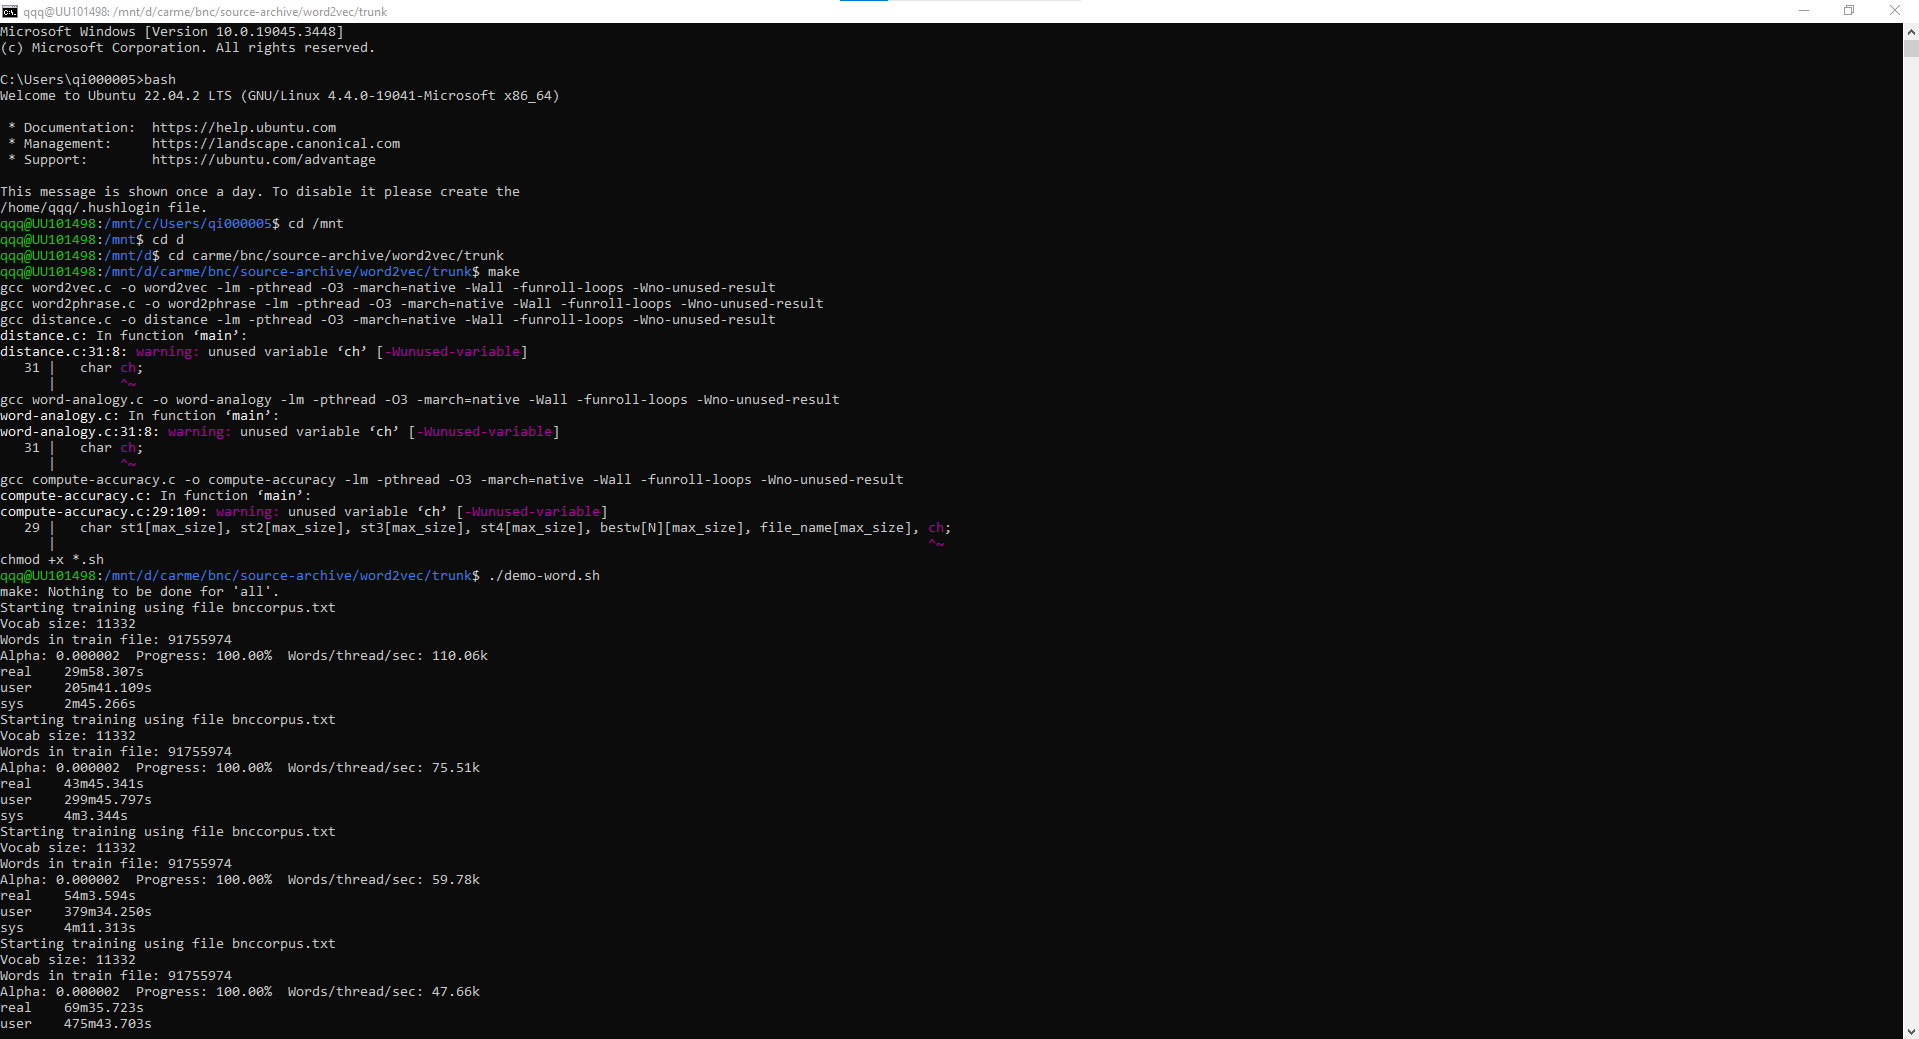 qqq@UU101498: /mnt/d/carme/bnc/source-archive/word2vec/trunk
Microsoft Windows [Version 10.0.19045.3448]
(c) Microsoft Corporation. All rights reserved.
C:\Users\qi000005>bash
Welcome to Ubuntu 22.04.2 LTS (GNU/Linux 4.4.0-19041-Microsoft x86_64)
 * Documentation:  https://help.ubuntu.com
 * Management:     https://landscape.canonical.com
 * Support:        https://ubuntu.com/advantage
This message is shown once a day. To disable it please create the
/home/qqq/.hushlogin file.
qqq@UU101498:/mnt/c/Users/qi000005$ cd /mnt
qqq@UU101498:/mnt$ cd d
qqq@UU101498:/mnt/d$ cd carme/bnc/source-archive/word2vec/trunk
qqq@UU101498:/mnt/d/carme/bnc/source-archive/word2vec/trunk$ make
gcc word2vec.c -o word2vec -lm -pthread -O3 -march=native -Wall -funroll-loops -Wno-unused-result
gcc word2phrase.c -o word2phrase -lm -pthread -O3 -march=native -Wall -funroll-loops -Wno-unused-result
gcc distance.c -o distance -lm -pthread -O3 -march=native -Wall -funroll-loops -Wno-unused-result
distance.c: In function ‘main’:
distance.c:31:8: warning: unused variable ‘ch’ [-Wunused-variable]
   31 |   char ch;
      |        ^~
gcc word-analogy.c -o word-analogy -lm -pthread -O3 -march=native -Wall -funroll-loops -Wno-unused-result
word-analogy.c: In function ‘main’:
word-analogy.c:31:8: warning: unused variable ‘ch’ [-Wunused-variable]
   31 |   char ch;
      |        ^~
gcc compute-accuracy.c -o compute-accuracy -lm -pthread -O3 -march=native -Wall -funroll-loops -Wno-unused-result
compute-accuracy.c: In function ‘main’:
compute-accuracy.c:29:109: warning: unused variable ‘ch’ [-Wunused-variable]
   29 |   char st1[max_size], st2[max_size], st3[max_size], st4[max_size], bestw[N][max_size], file_name[max_size], ch;
      |                                                                                                             ^~
chmod +x *.sh
qqq@UU101498:/mnt/d/carme/bnc/source-archive/word2vec/trunk$ ./demo-word.sh
make: Nothing to be done for 'all'.
Starting training using file bnccorpus.txt
Vocab size: 11332
Words in train file: 91755974
Alpha: 0.000002  Progress: 100.00%  Words/thread/sec: 110.06k
real    29m58.307s
user    205m41.109s
sys     2m45.266s
Starting training using file bnccorpus.txt
Vocab size: 11332
Words in train file: 91755974
Alpha: 0.000002  Progress: 100.00%  Words/thread/sec: 75.51k
real    43m45.341s
user    299m45.797s
sys     4m3.344s
Starting training using file bnccorpus.txt
Vocab size: 11332
Words in train file: 91755974
Alpha: 0.000002  Progress: 100.00%  Words/thread/sec: 59.78k
real    54m3.594s
user    379m34.250s
sys     4m11.313s
Starting training using file bnccorpus.txt
Vocab size: 11332
Words in train file: 91755974
Alpha: 0.000002  Progress: 100.00%  Words/thread/sec: 47.66k
real    69m35.723s
user    475m43.703s